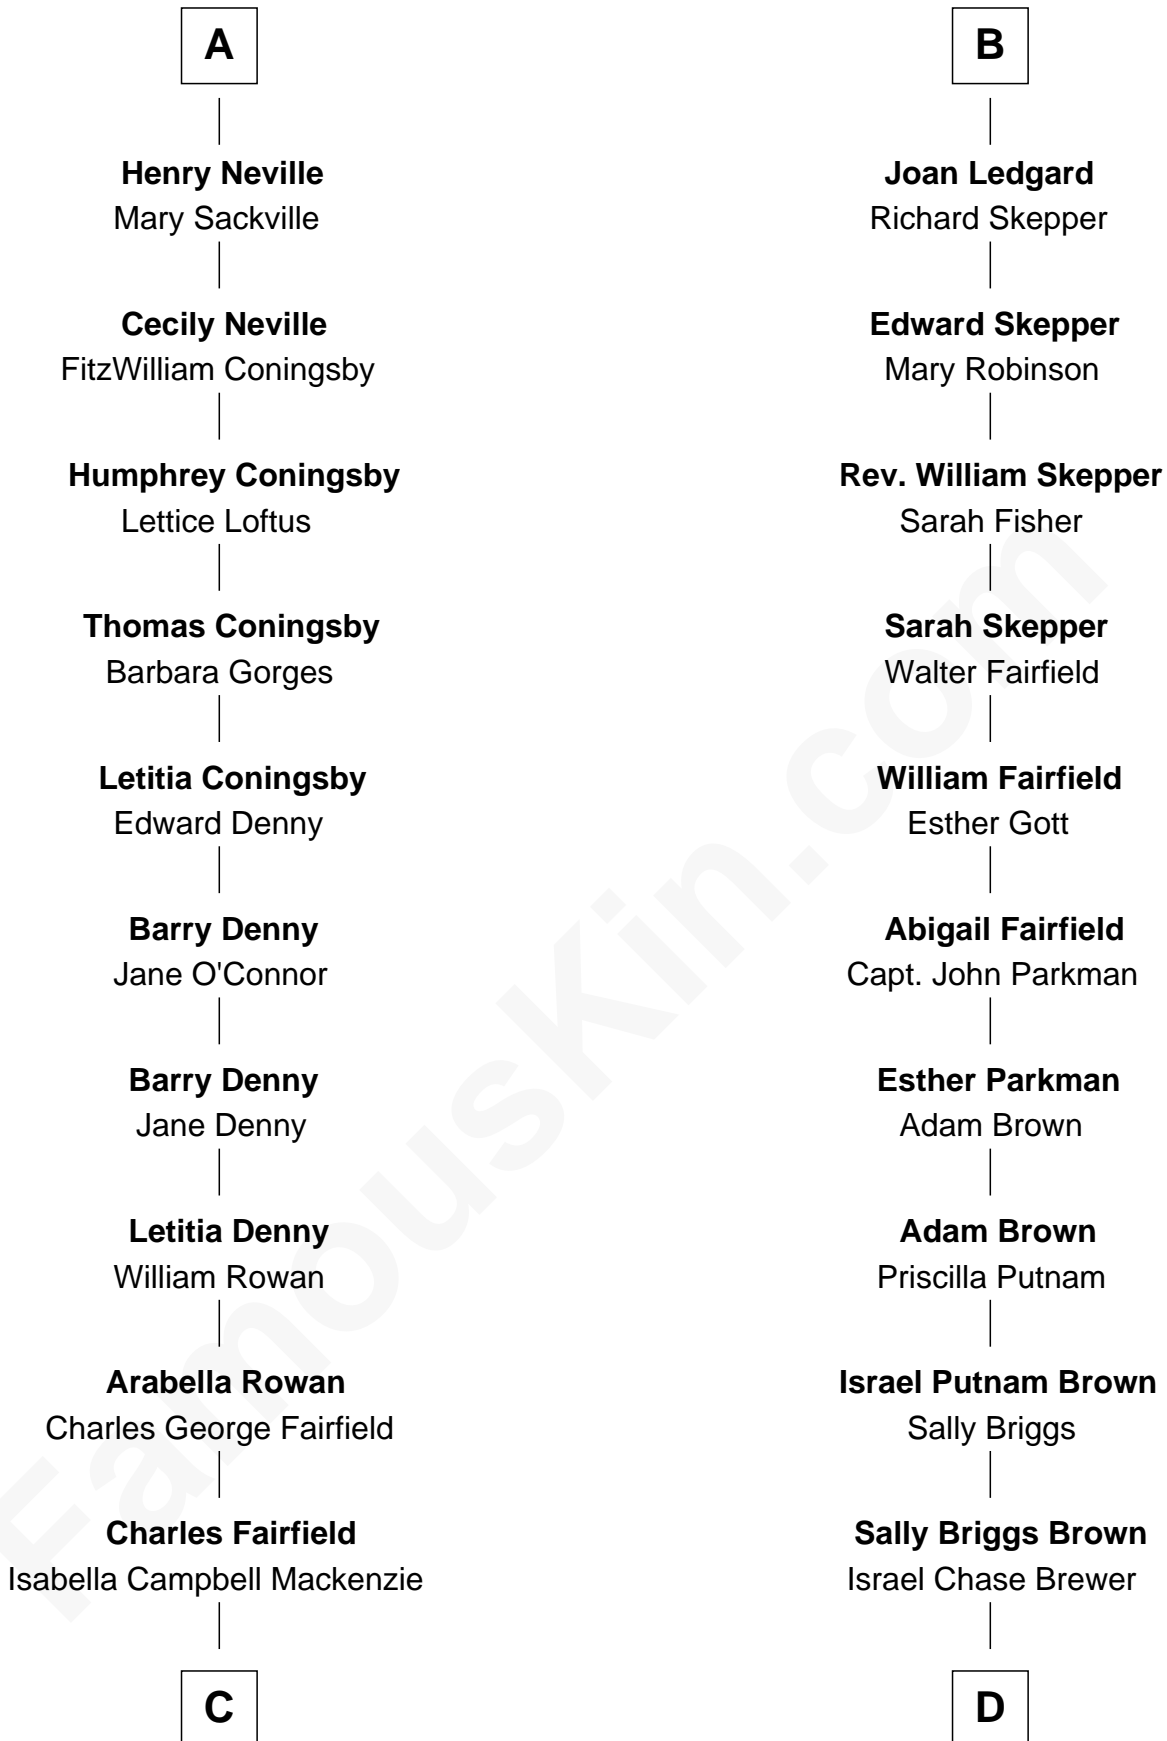 A
Henry Neville
Mary Sackville
Cecily Neville
FitzWilliam Coningsby
Humphrey Coningsby
Lettice Loftus
Thomas Coningsby
Barbara Gorges
Letitia Coningsby
Edward Denny
Barry Denny
Jane O'Connor
Barry Denny
Jane Denny
Letitia Denny
William Rowan
Arabella Rowan
Charles George Fairfield
Charles Fairfield
Isabella Campbell Mackenzie
C
B
Joan Ledgard
Richard Skepper
Edward Skepper
Mary Robinson
Rev. William Skepper
Sarah Fisher
Sarah Skepper
Walter Fairfield
William Fairfield
Esther Gott
Abigail Fairfield
Capt. John Parkman
Esther Parkman
Adam Brown
Adam Brown
Priscilla Putnam
Israel Putnam Brown
Sally Briggs
Sally Briggs Brown
Israel Chase Brewer
D
FamousKin.com